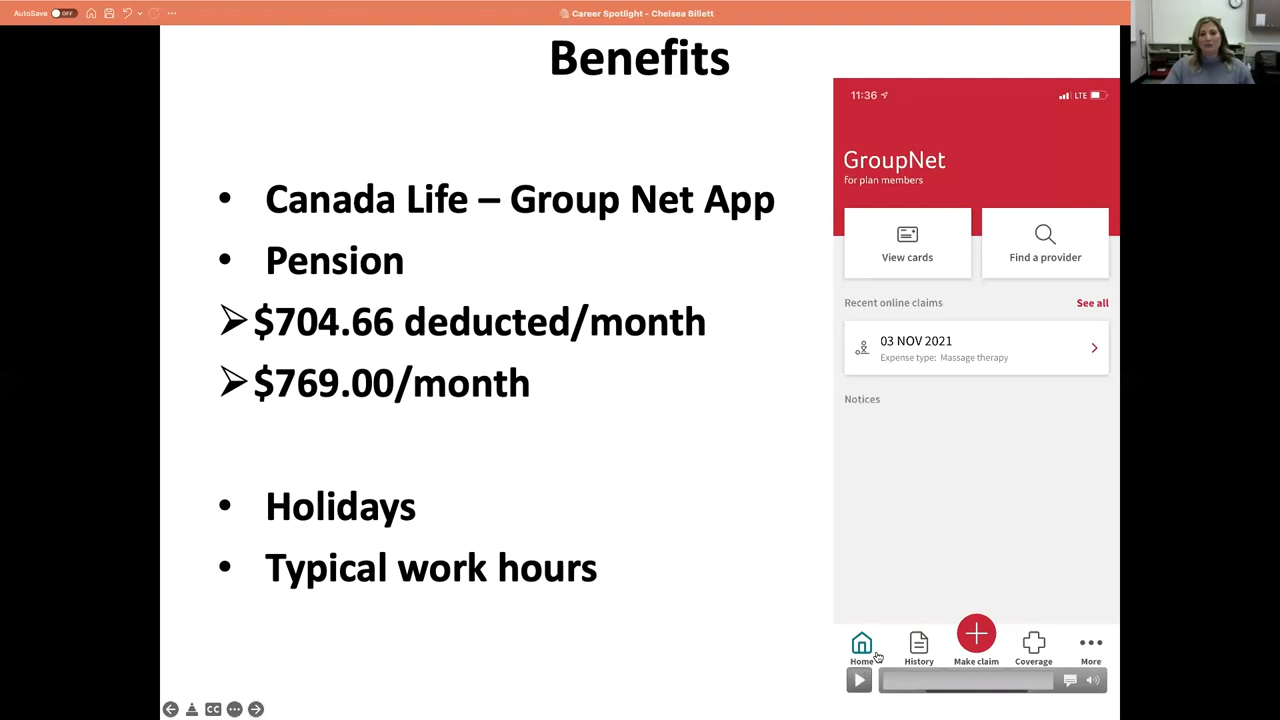 AutoSave OFF
Career Spotlight - Chelsea Billett
Benefits
• Canada Life – Group Net App
• Pension
➢ $704.66 deducted/month
➢ $769.00/month
• Holidays
• Typical work hours
11:36
LTE
GroupNet
for plan members
View cards
Find a provider
Recent online claims
See all
03 NOV 2021
Expense type: Massage therapy
Notices
Home
History
Make claim
Coverage
More
CC